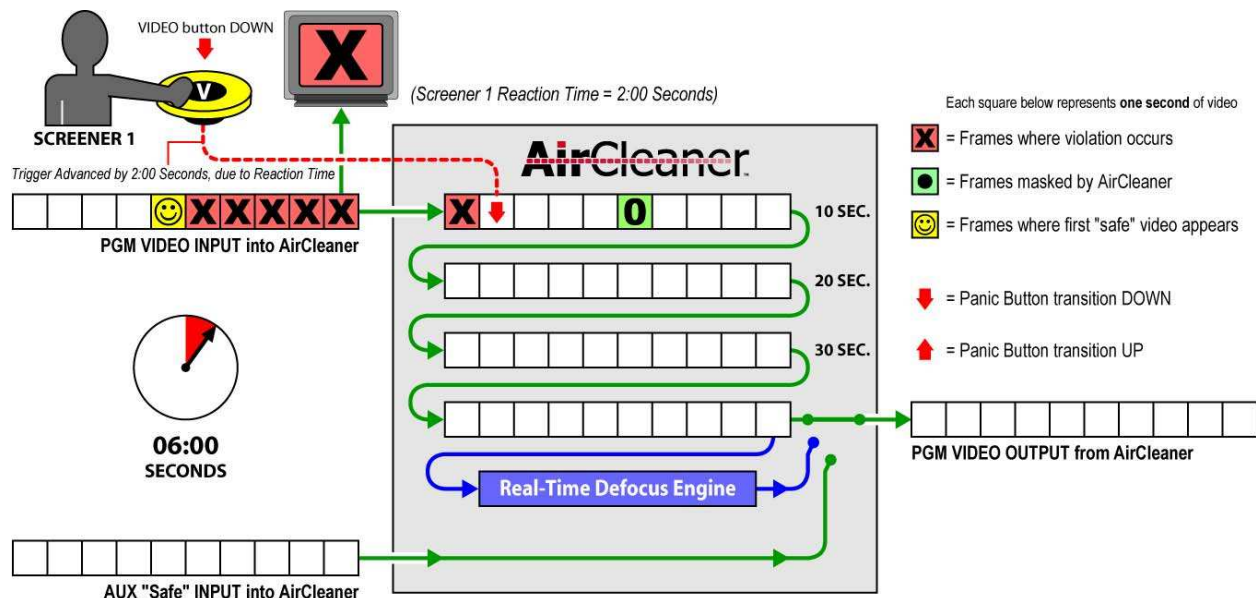 VIDEO button DOWN
V
X
SCREENER 1
(Screener 1 Reaction Time = 2:00 Seconds)
Trigger Advanced by 2:00 Seconds, due to Reaction Time
X X X X X
PGM VIDEO INPUT into AirCleaner
AirCleaner™
X 0
10 SEC.
20 SEC.
30 SEC.
Real-Time Defocus Engine
06:00
SECONDS
AUX "Safe" INPUT into AirCleaner
Each square below represents one second of video
X = Frames where violation occurs
= Frames masked by AirCleaner
= Frames where first "safe" video appears
= Panic Button transition DOWN
= Panic Button transition UP
PGM VIDEO OUTPUT from AirCleaner